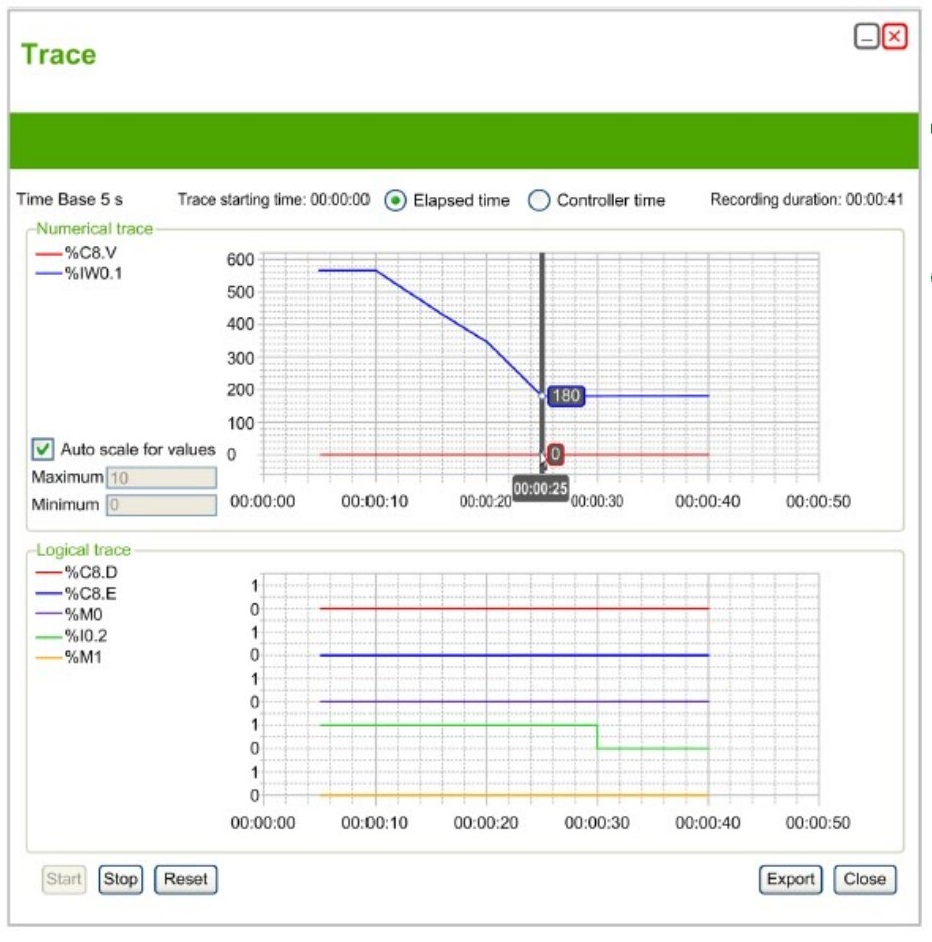 Trace
Time Base 5 s Trace starting time: 00:00:00 Elapsed time Controller time Recording duration: 00:00:41
Numerical trace
%C8.V
%IW0.1
600
500
400
300
200
100
0
180
0
Auto scale for values
Maximum 10
Minimum 0
00:00:25
00:00:00 00:00:10 00:00:20 00:00:30 00:00:40 00:00:50
Logical trace
%C8.D
%C8.E
%M0
%I0.2
%M1
1
0
1
0
1
0
1
0
1
0
00:00:00 00:00:10 00:00:20 00:00:30 00:00:40 00:00:50
Start Stop Reset Export Close